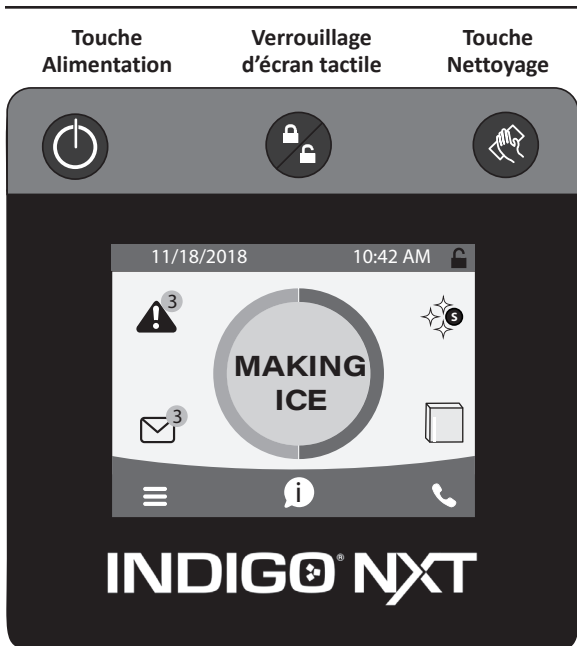 Touche Alimentation
Verrouillage d'écran tactile
Touche Nettoyage
11/18/2018 10:42 AM
3
S
MAKING
ICE
3
i
INDIGO® NXT